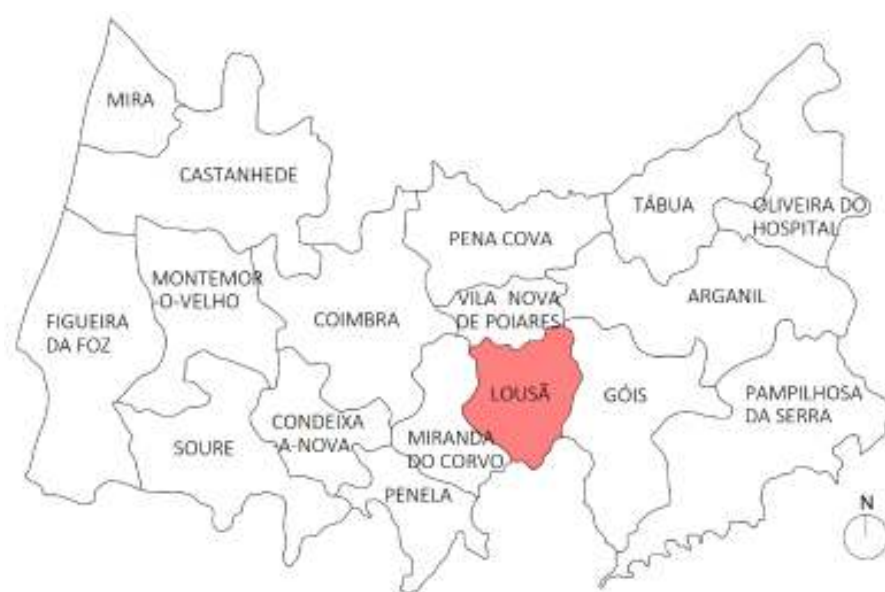 MIRA
CASTANHEDE
TÁBUA
OLIVEIRA DO
HOSPITAL
PENA COVA
MONTEMOR
-O-VELHO
VILA NOVA
DE POIARES
ARGANIL
FIGUEIRA
DA FOZ
COIMBRA
LOUSÃ
GÓIS
PAMPILHOSA
DA SERRA
CONDEIXA
-A-NOVA
SOURE
MIRANDA
DO CORVO
PENELA
N